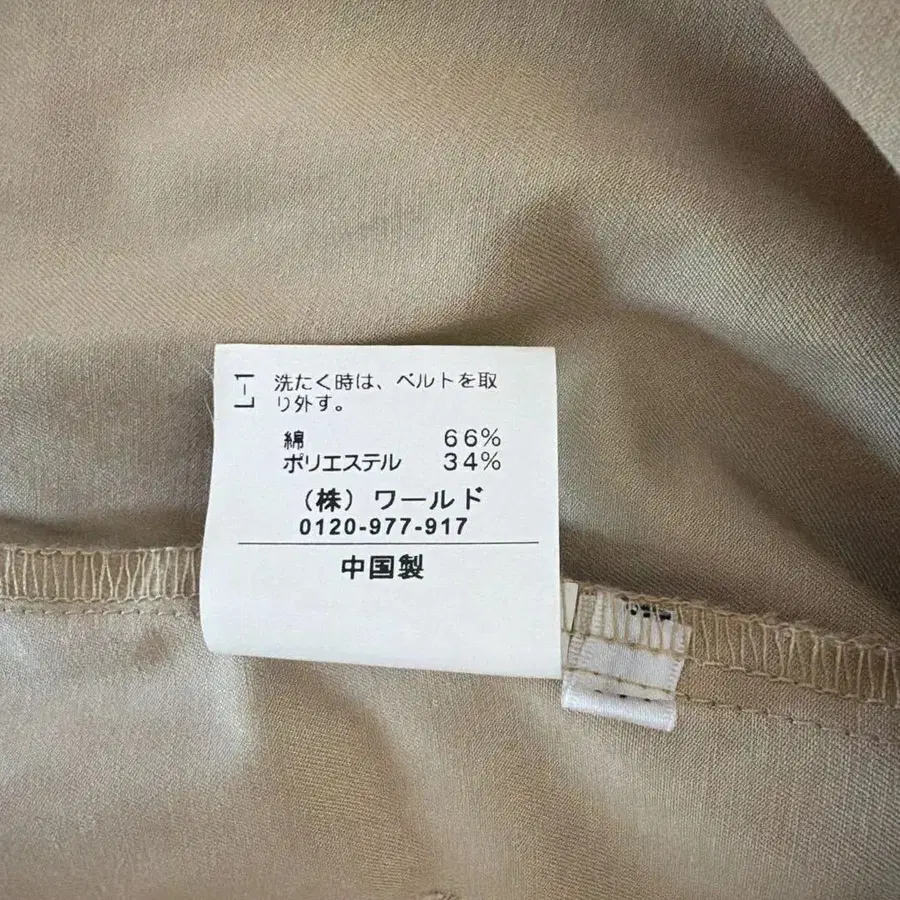 L-1
洗たく時は、ベルトを取
り外す。
綿 66%
ポリエステル 34%
(株)ワールド
0120-977-917
中国製